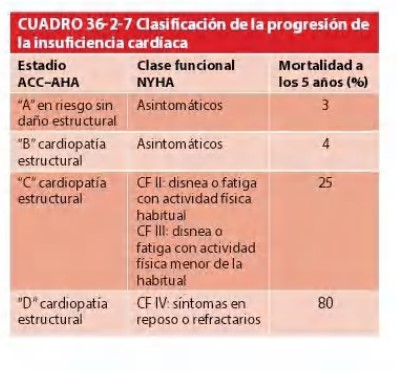 CUADRO 36-2-7 Clasificación de la progresión de
la insuficiencia cardíaca
Estadio ACC–AHA
Clase funcional NYHA
Mortalidad a los 5 años (%)
"A" en riesgo sin daño estructural
Asintomáticos
3
"B" cardiopatía estructural
Asintomáticos
4
"C" cardiopatía estructural
CF II: disnea o fatiga
con actividad física
habitual
CF III: disnea o
fatiga con actividad
física menor de la
habitual
25
"D" cardiopatía estructural
CF IV: síntomas en
reposo o refractarios
80